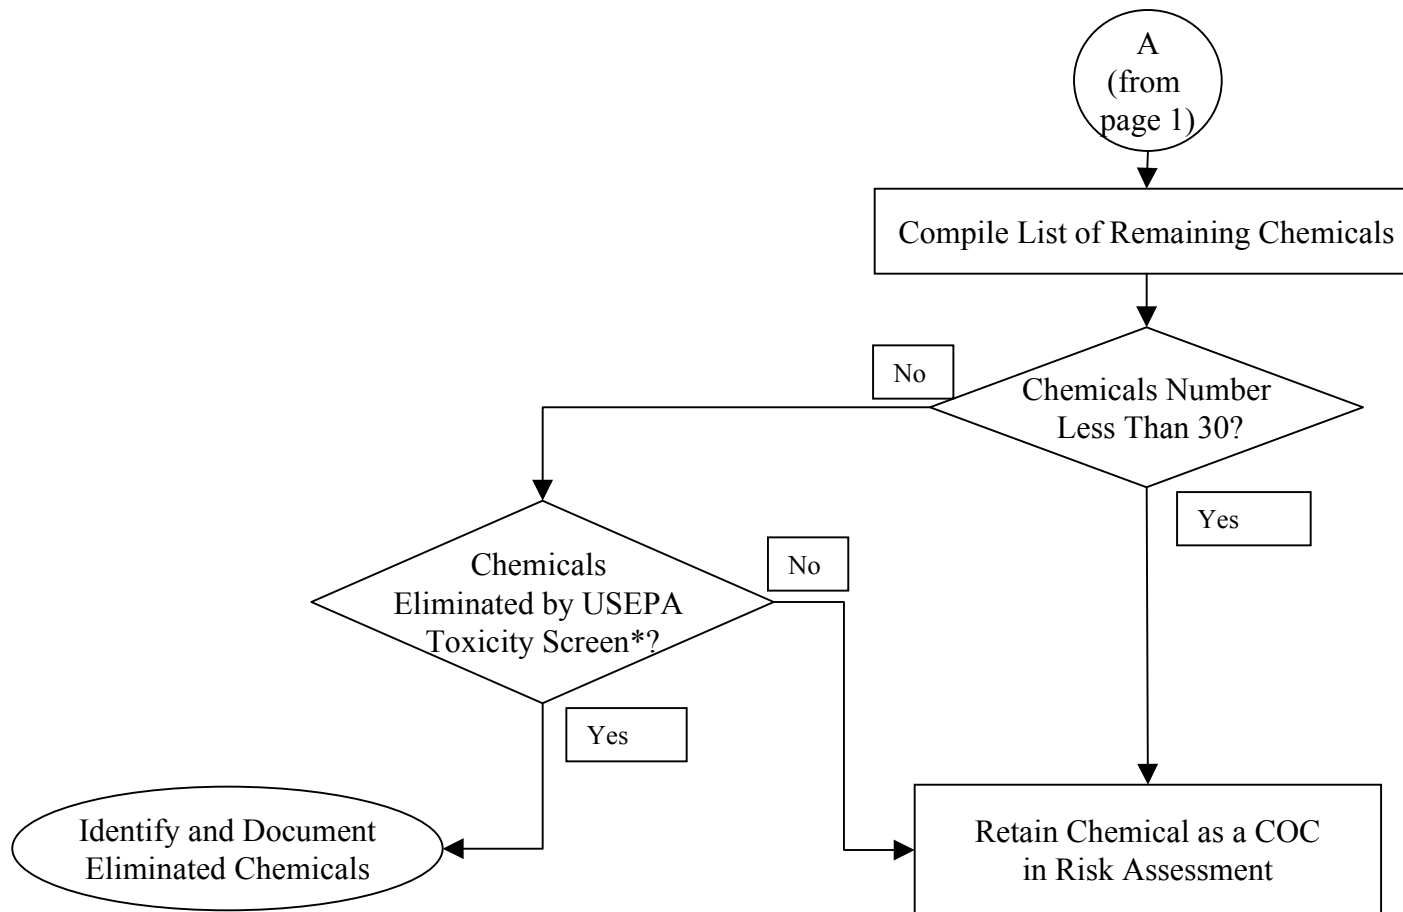 A
(from
page 1)
Compile List of Remaining Chemicals
No
Chemicals Number
Less Than 30?
Yes
Chemicals
Eliminated by USEPA
Toxicity Screen*?
No
Yes
Identify and Document
Eliminated Chemicals
Retain Chemical as a COC
in Risk Assessment